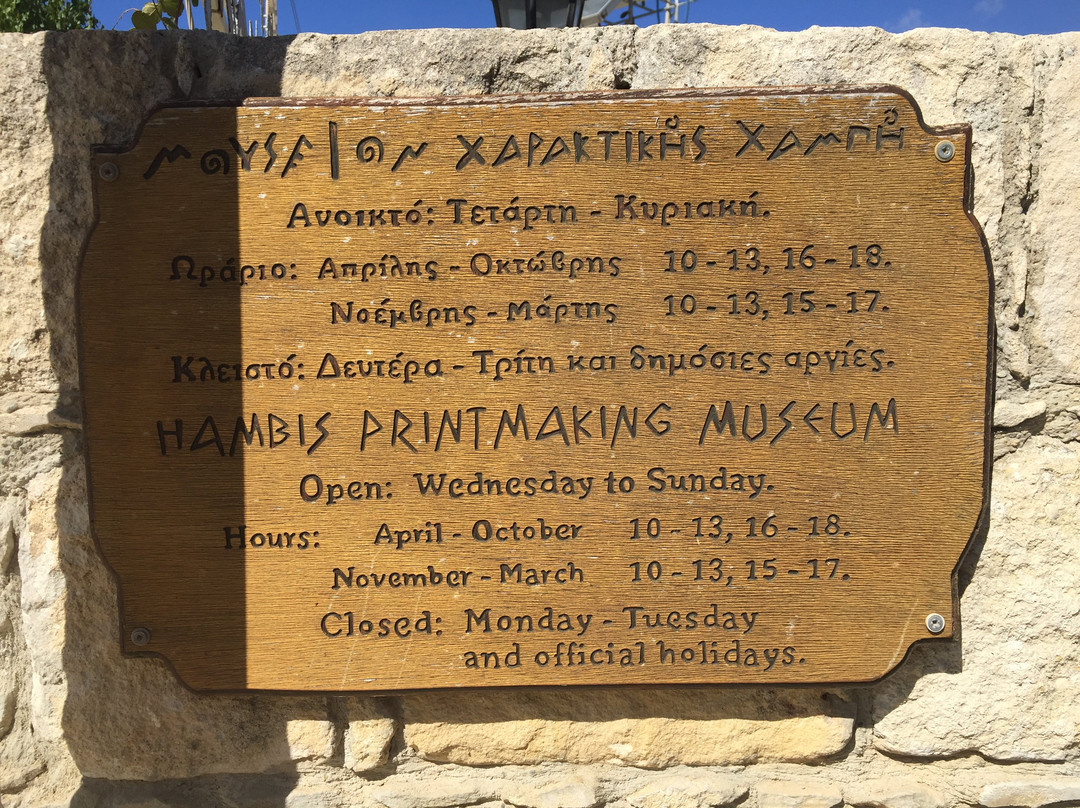 Μουσείον Χαρακτικῆς Χαμπῆ
Ανοικτό: Τετάρτη - Κυριακή.
Ωράριο: Απρίλης - Οκτώβρης 10 - 13, 16 - 18.
Νοέμβρης - Μάρτης 10 - 13, 15 - 17.
Κλειστό: Δευτέρα - Τρίτη και δημόσιες αργίες.
HAMBIS PRINTMAKING MUSEUM
Open: Wednesday to Sunday.
Hours: April - October 10 - 13, 16 - 18.
November - March 10 - 13, 15 - 17.
Closed: Monday - Tuesday
and official holidays.